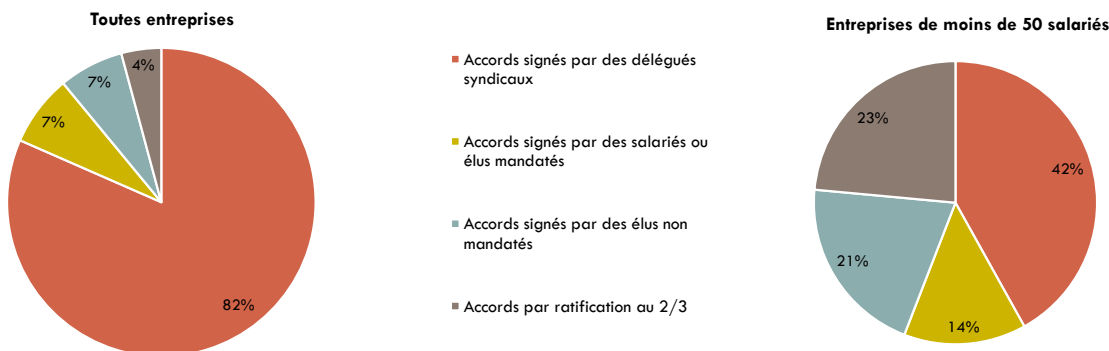 Toutes entreprises
4%
7%
7%
82%
Accords signés par des délégués
syndicaux
Accords signés par des salariés ou
élus mandatés
Accords signés par des élus non
mandatés
Accords par ratification au 2/3
Entreprises de moins de 50 salariés
23%
42%
21%
14%